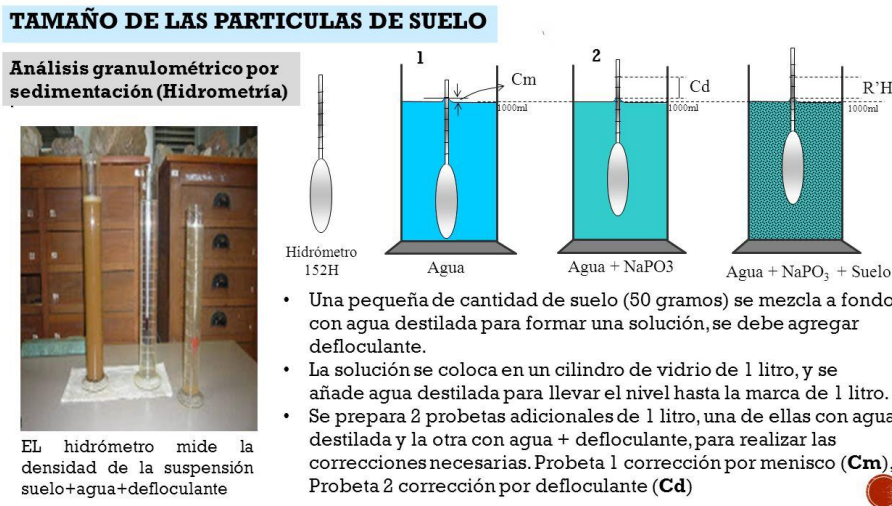 TAMAÑO DE LAS PARTICULAS DE SUELO
Análisis granulométrico por
sedimentación (Hidrometría)
1
2
Cm
Cd
R'H
1000ml
1000ml
1000ml
Hidrómetro
152H
Agua
Agua + NaPO3
Agua + NaPO₃ + Suelo
• Una pequeña de cantidad de suelo (50 gramos) se mezcla a fondo
con agua destilada para formar una solución, se debe agregar
defloculante.
• La solución se coloca en un cilindro de vidrio de 1 litro, y se
añade agua destilada para llevar el nivel hasta la marca de 1 litro.
• Se prepara 2 probetas adicionales de 1 litro, una de ellas con agua
destilada y la otra con agua + defloculante, para realizar las
correcciones necesarias. Probeta 1 corrección por menisco (Cm),
Probeta 2 corrección por defloculante (Cd)
EL hidrómetro mide la
densidad de la suspensión
suelo+agua+defloculante